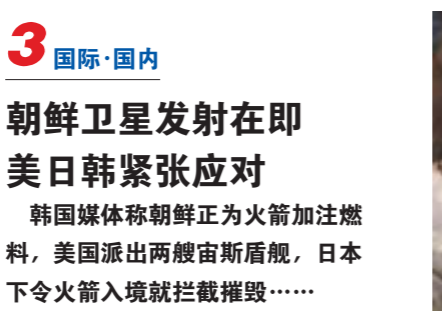 3 国际·国内
朝鲜卫星发射在即
美日韩紧张应对
韩国媒体称朝鲜正为火箭加注燃
料，美国派出两艘宙斯盾舰，日本
下令火箭入境就拦截摧毁……